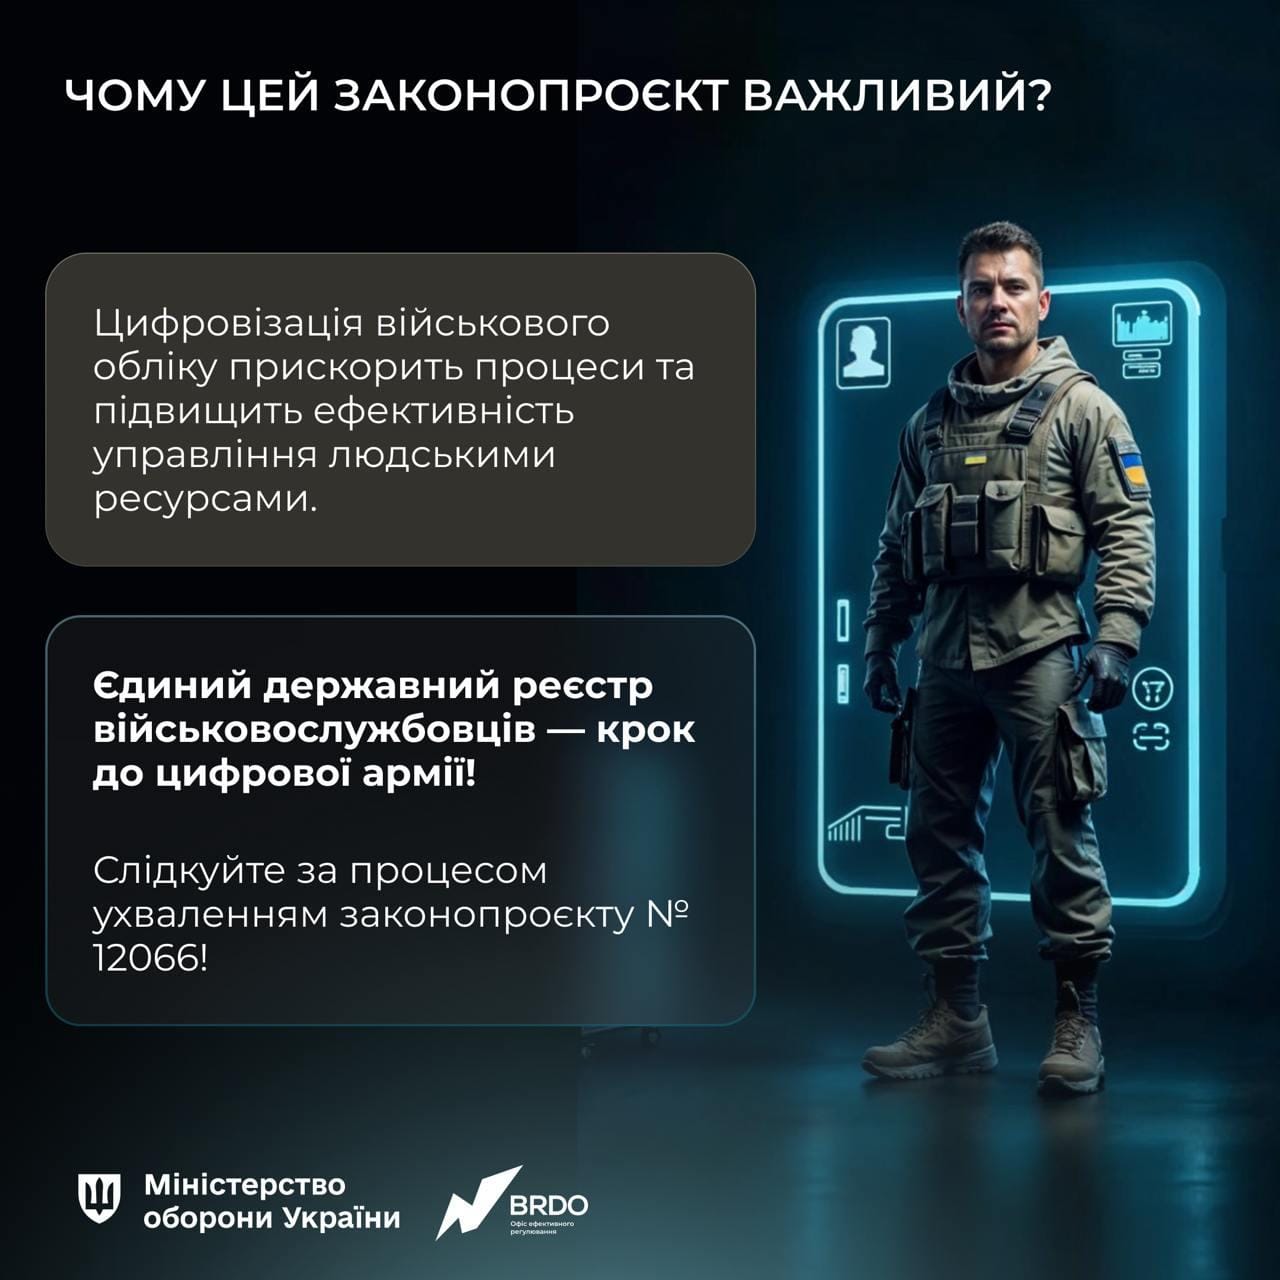 ЧОМУ ЦЕЙ ЗАКОНОПРОЄКТ ВАЖЛИВИЙ?
Цифровізація військового
обліку прискорить процеси та
підвищить ефективність
управління людськими
ресурсами.
Єдиний державний реєстр
військовослужбовців — крок
до цифрової армії!
Слідкуйте за процесом
ухваленням законопроєкту №
12066!
Міністерство
оборони України
BRDO
Офіс ефективного
регулювання